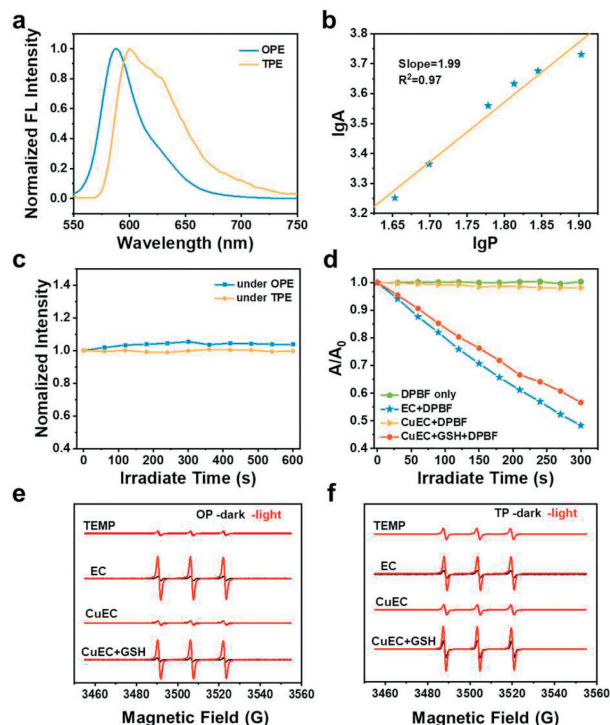 a
OPE
TPE
Normalized FL Intensity
1.0
0.8
0.6
0.4
0.2
0.0
550 600 650 700 750
Wavelength (nm)
b
Slope=1.99
R²=0.97
lgA
3.8
3.6
3.5
3.3
3.2
1.65 1.70 1.75 1.80 1.85 1.90
lgP
c
under OPE
under TPE
Nomalized Intensity
1.4
1.2
1.0
0.8
0.6
0.4
0 100 200 300 400 500 600
Irradiate Time (s)
d
A/A₀
1.0
0.9
0.8
0.7
0.6
0.5
0.4
DPBF only
EC+DPBF
CuEC+DPBF
CuEC+GSH+DPBF
0 50 100 150 200 250 300
Irradiate Time (s)
e
OP -dark -light
TEMP
EC
CuEC
CuEC+GSH
3460 3480 3500 3520 3540 3560
Magnetic Field (G)
f
TP -dark -light
TEMP
EC
CuEC
CuEC+GSH
3460 3480 3500 3520 3540 3560
Magnetic Field (G)